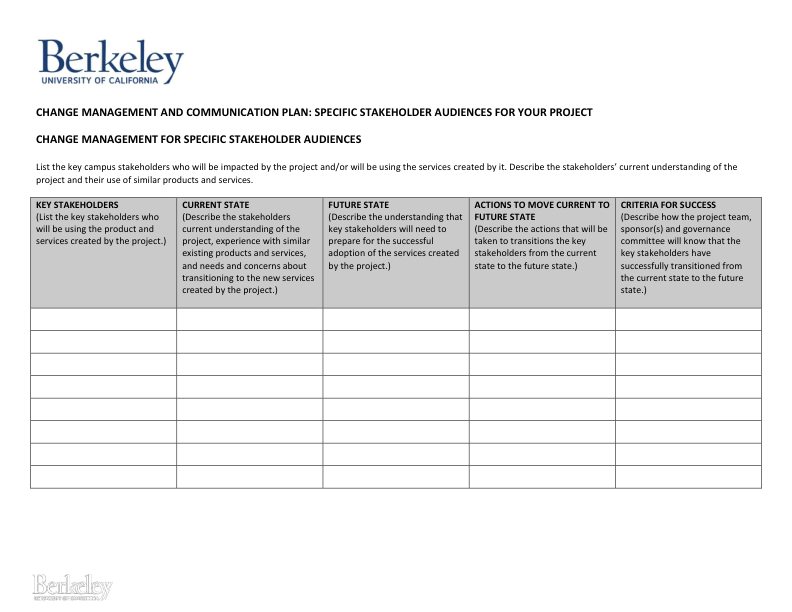 Berkeley
UNIVERSITY OF CALIFORNIA
CHANGE MANAGEMENT AND COMMUNICATION PLAN: SPECIFIC STAKEHOLDER AUDIENCES FOR YOUR PROJECT
CHANGE MANAGEMENT FOR SPECIFIC STAKEHOLDER AUDIENCES
List the key campus stakeholders who will be impacted by the project and/or will be using the services created by it. Describe the stakeholders' current understanding of the
project and their use of similar products and services.
KEY STAKEHOLDERS
(List the key stakeholders who
will be using the product and
services created by the project.)
CURRENT STATE
(Describe the stakeholders
current understanding of the
project, experience with similar
existing products and services,
and needs and concerns about
transitioning to the new services
created by the project.)
FUTURE STATE
(Describe the understanding that
key stakeholders will need to
prepare for the successful
adoption of the services created
by the project.)
ACTIONS TO MOVE CURRENT TO
FUTURE STATE
(Describe the actions that will be
taken to transitions the key
stakeholders from the current
state to the future state.)
CRITERIA FOR SUCCESS
(Describe how the project team,
sponsor(s) and governance
committee will know that the
key stakeholders have
successfully transitioned from
the current state to the future
state.)
Berkeley